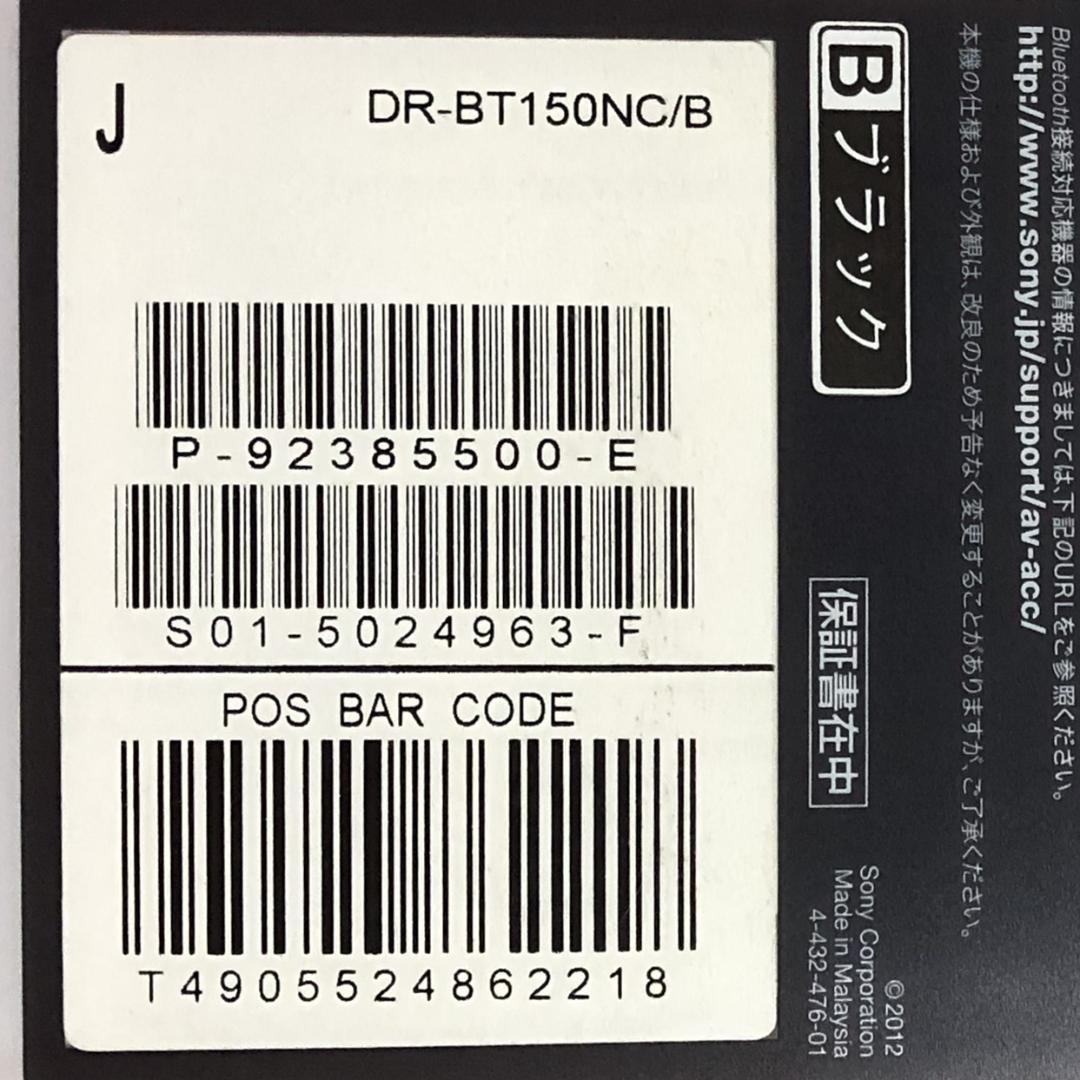 J
DR-BT150NC/B
P-92385500-E
S01-5024963-F
POS BAR CODE
T4905524862218
Bluetooth接続対応機器の情報につきましては、下記のURLをご参照ください。
http://www.sony.jp/support/av-acc/
本機の仕様および外観は、改良のため予告なく変更することがありますが、ご了承ください。
B ブラック
保証書在中
©2012
Sony Corporation
Made in Malaysia
4-432-476-01